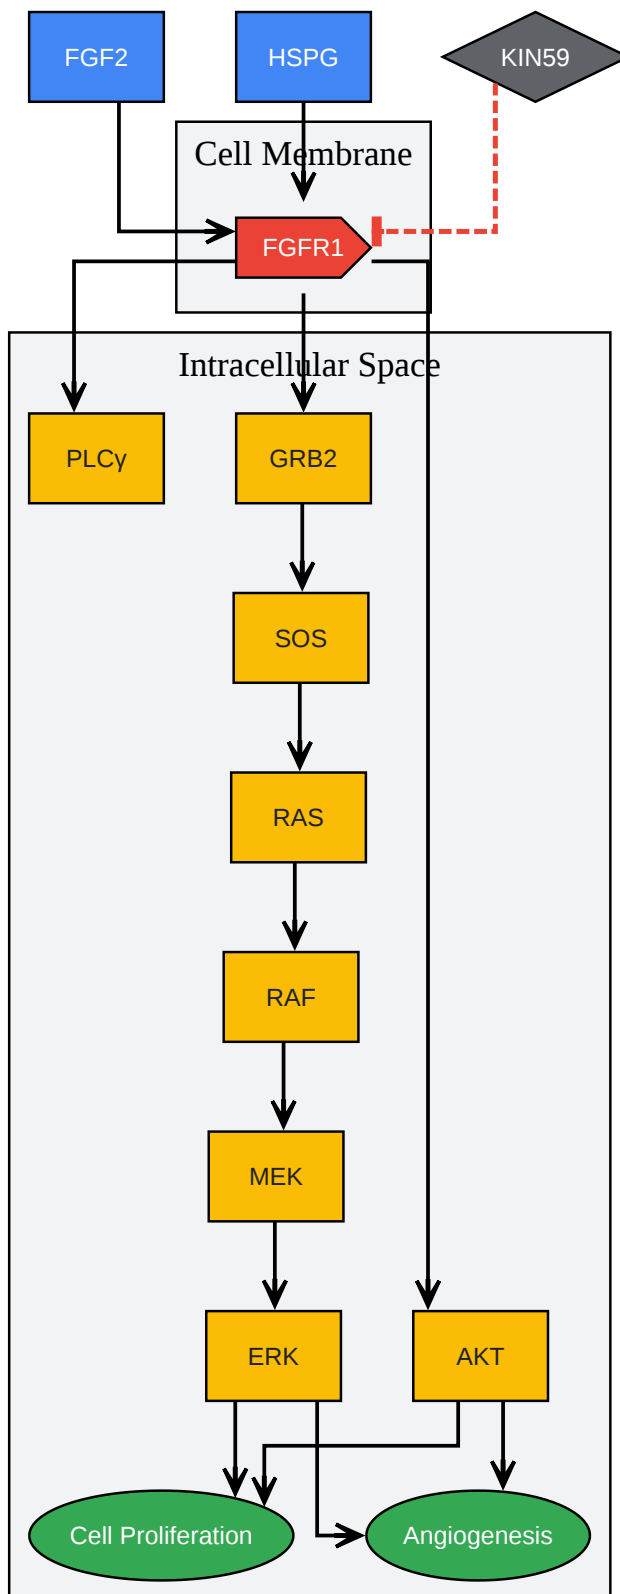 FGF2
HSPG
KIN59
Cell Membrane
FGFR1
Intracellular Space
PLCγ
GRB2
SOS
RAS
RAF
MEK
ERK
AKT
Cell Proliferation
Angiogenesis